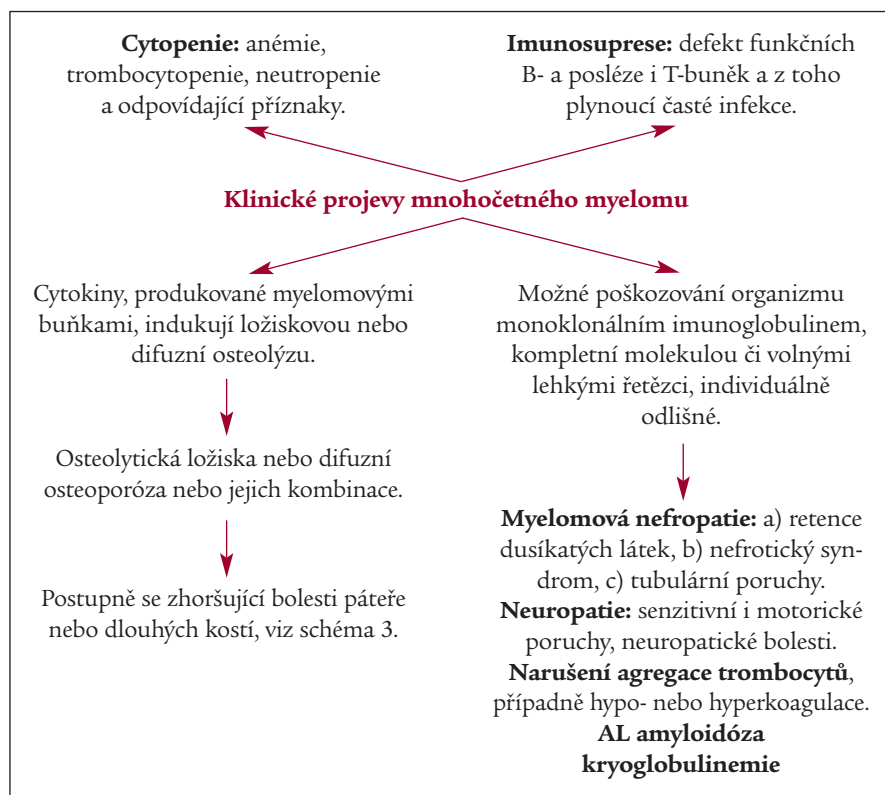 Cytopenie: anémie,
trombocytopenie, neutropenie
a odpovídající příznaky.
Imunosuprese: defekt funkčních
B- a posléze i T-buněk a z toho
plynoucí časté infekce.
Klinické projevy mnohočetného myelomu
Cytokiny, produkované myelomovými
buňkami, indukují ložiskovou nebo
difuzní osteolýzu.
Osteolytická ložiska nebo difuzní
osteoporóza nebo jejich kombinace.
Postupně se zhoršující bolesti páteře
nebo dlouhých kostí, viz schéma 3.
Možné poškozování organizmu
monoklonálním imunoglobulinem,
kompletní molekulou či volnými
lehkými řetězci, individuálně
odlišné.
Myelomová nefropatie: a) retence
dusíkatých látek, b) nefrotický syn-
drom, c) tubulární poruchy.
Neuropatie: senzitivní i motorické
poruchy, neuropatické bolesti.
Narušení agregace trombocytů,
případně hypo- nebo hyperkoagulace.
AL amyloidóza
kryoglobulinemie